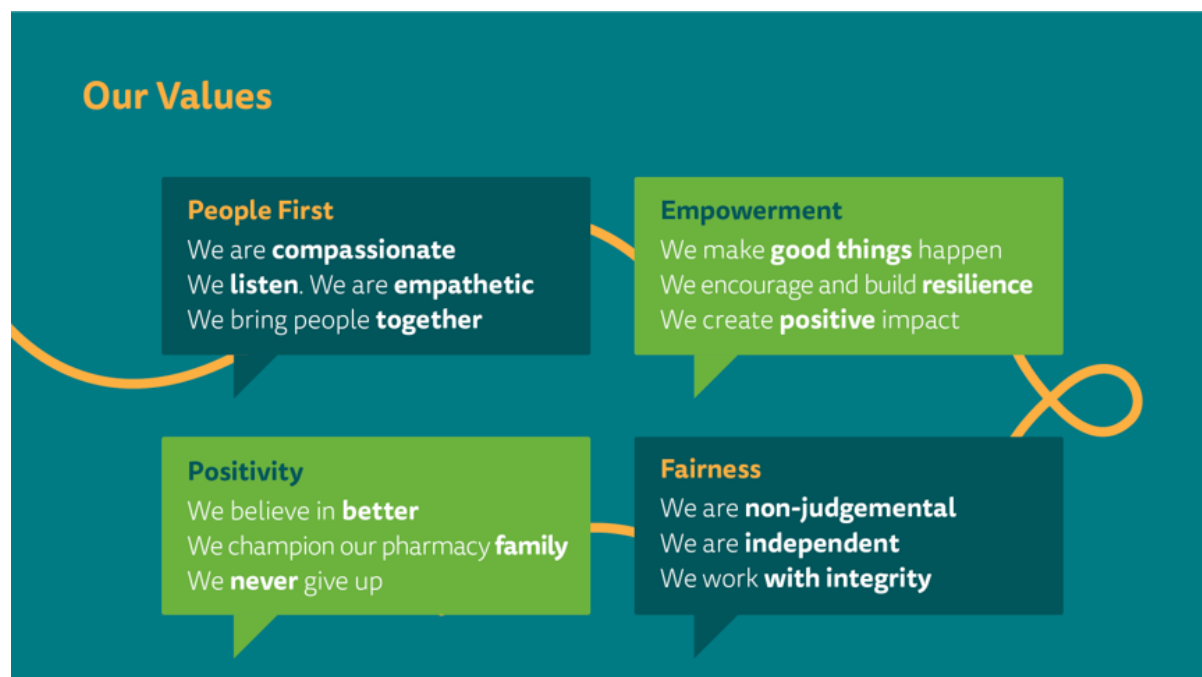 Our Values
People First
We are compassionate
We listen. We are empathetic
We bring people together
Empowerment
We make good things happen
We encourage and build resilience
We create positive impact
Positivity
We believe in better
We champion our pharmacy family
We never give up
Fairness
We are non-judgemental
We are independent
We work with integrity